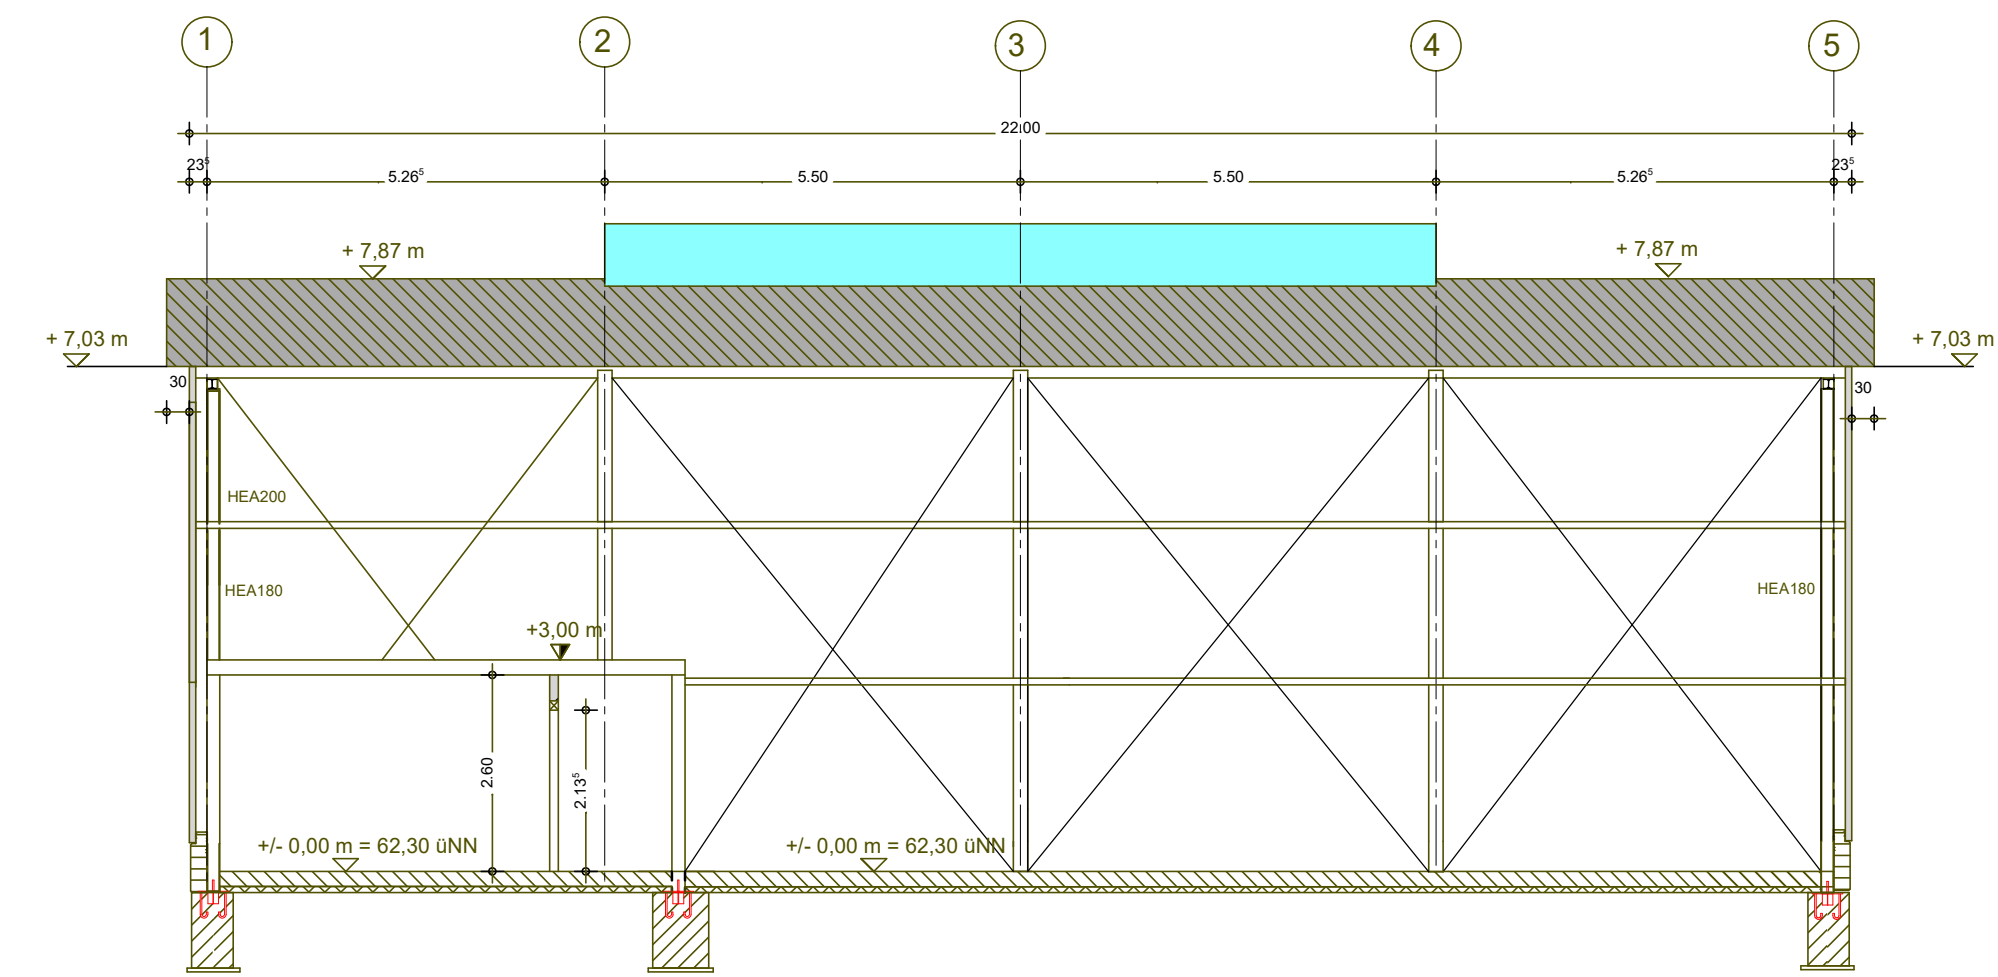 1
2
3
4
5
22.00
23⁵
5.26⁵
5.50
5.50
5.26⁵
23⁵
+ 7,87 m
+ 7,87 m
+ 7,03 m
+ 7,03 m
30
30
HEA200
HEA180
HEA180
+3,00 m
2.60
2.13⁵
+/- 0,00 m = 62,30 üNN
+/- 0,00 m = 62,30 üNN